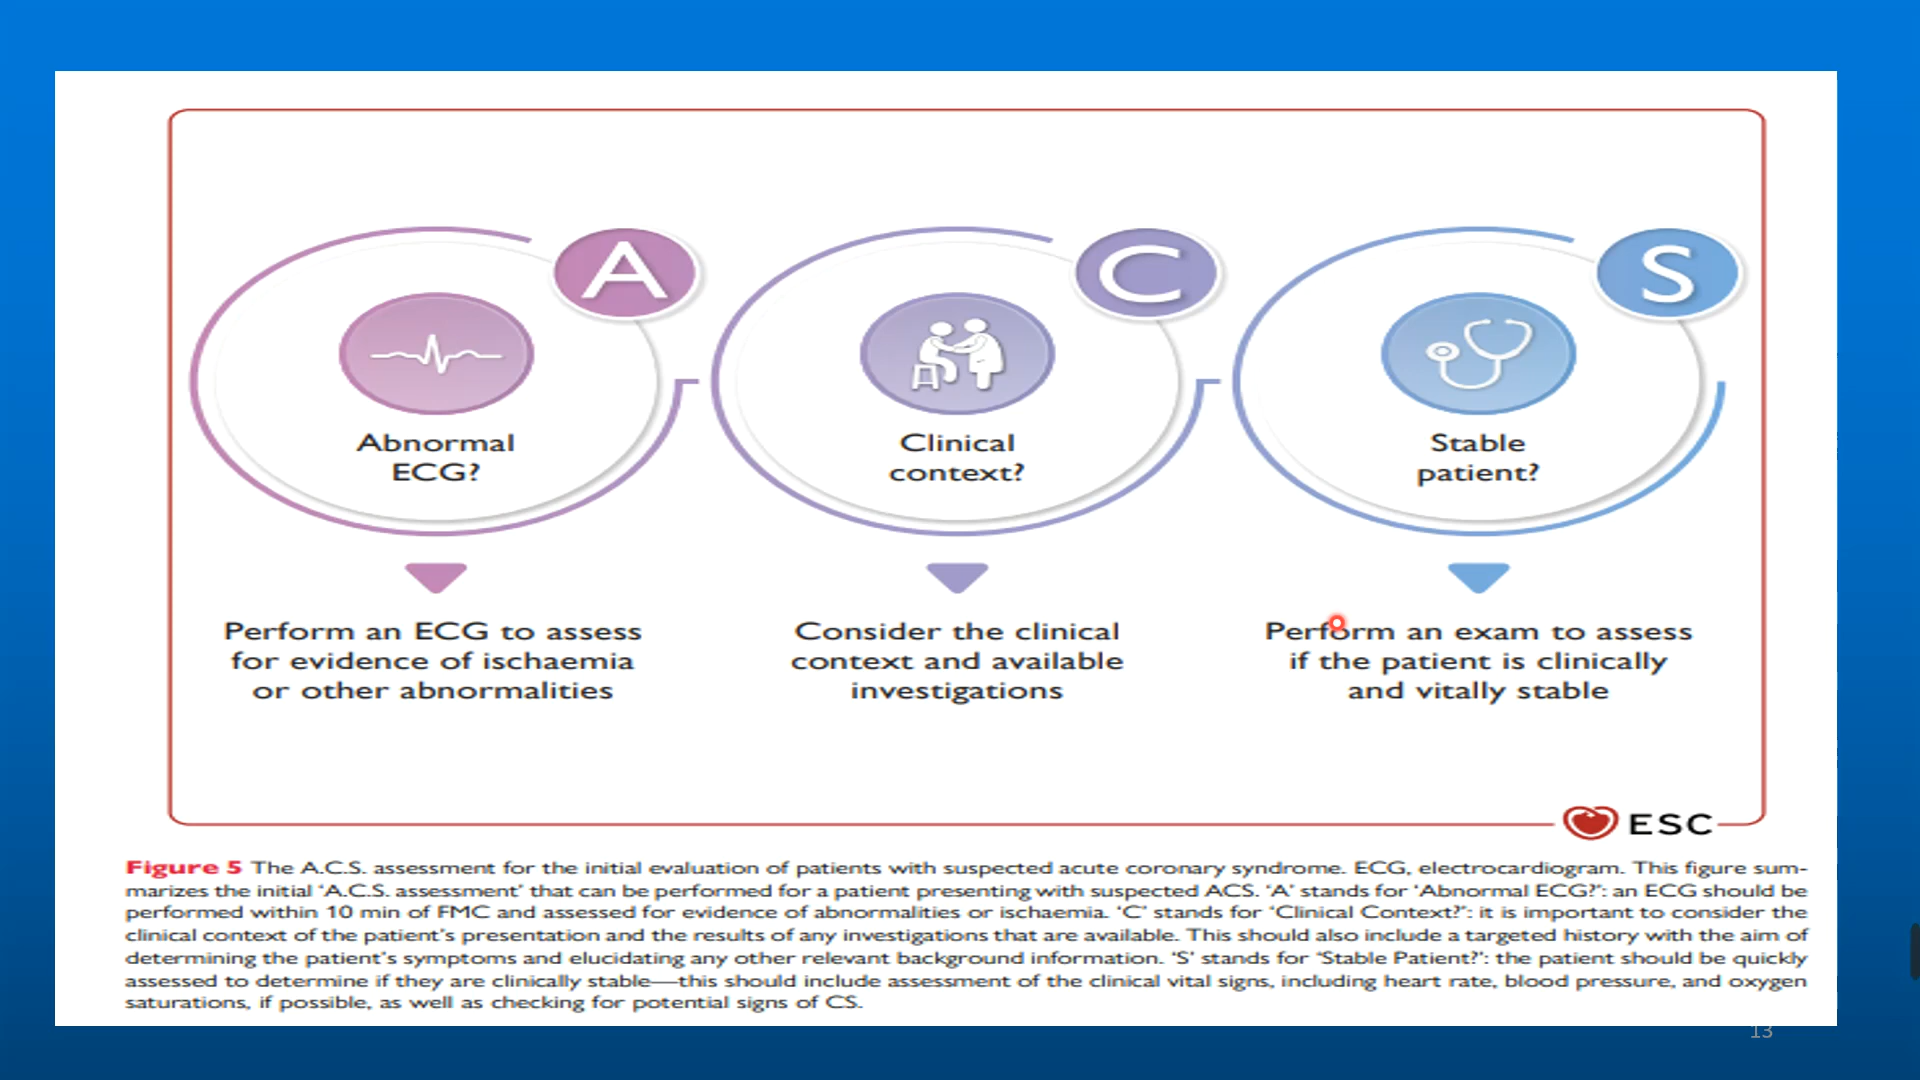 A
C
S
Abnormal
ECG?
Clinical
context?
Stable
patient?
Perform an ECG to assess
for evidence of ischaemia
or other abnormalities
Consider the clinical
context and available
investigations
Perform an exam to assess
if the patient is clinically
and vitally stable
ESC
Figure 5 The A.C.S. assessment for the initial evaluation of patients with suspected acute coronary syndrome. ECG, electrocardiogram. This figure sum-
marizes the initial ‘A.C.S. assessment’ that can be performed for a patient presenting with suspected ACS. ‘A’ stands for ‘Abnormal ECG?’: an ECG should be
performed within 10 min of FMC and assessed for evidence of abnormalities or ischaemia. ‘C’ stands for ‘Clinical Context?’: it is important to consider the
clinical context of the patient’s presentation and the results of any investigations that are available. This should also include a targeted history with the aim of
determining the patient’s symptoms and elucidating any other relevant background information. ‘S’ stands for ‘Stable Patient?’: the patient should be quickly
assessed to determine if they are clinically stable—this should include assessment of the clinical vital signs, including heart rate, blood pressure, and oxygen
saturations, if possible, as well as checking for potential signs of CS.
13